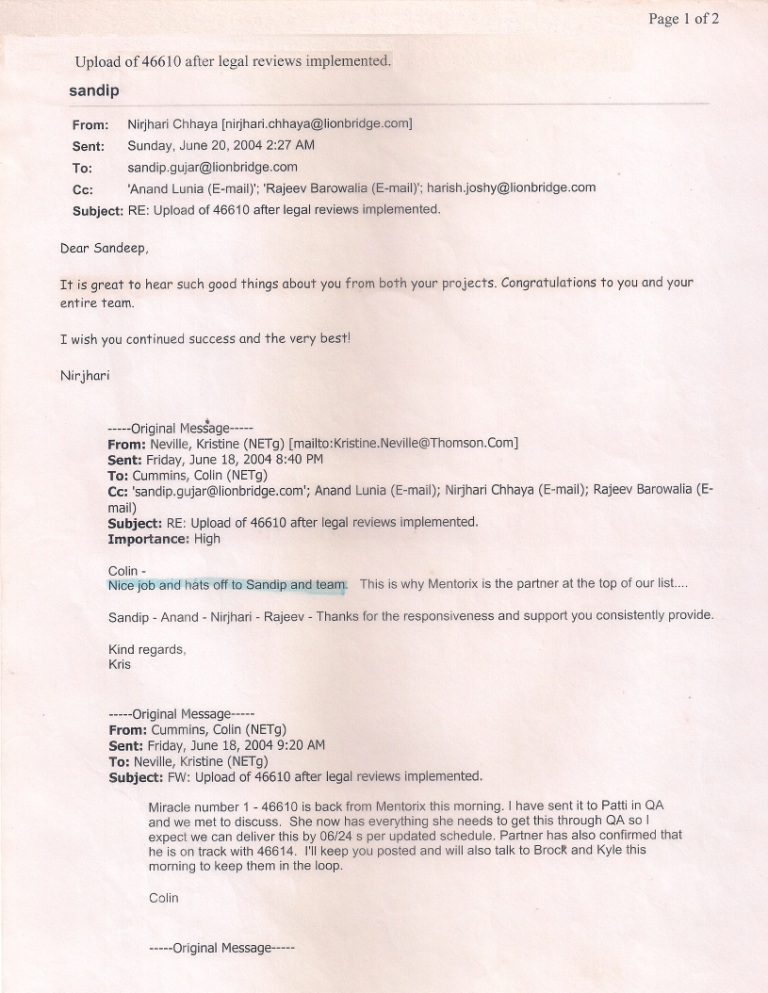 Page 1 of 2
Upload of 46610 after legal reviews implemented.
sandip
From: Nirjhari Chhaya [nirjhari.chhaya@lionbridge.com]
Sent: Sunday, June 20, 2004 2:27 AM
To: sandip.gujar@lionbridge.com
Cc: 'Anand Lunia (E-mail)'; 'Rajeev Barowalia (E-mail)'; harish.joshy@lionbridge.com
Subject: RE: Upload of 46610 after legal reviews implemented.
Dear Sandeep,
It is great to hear such good things about you from both your projects. Congratulations to you and your
entire team.
I wish you continued success and the very best!
Nirjhari
-----Original Message-----
From: Neville, Kristine (NETg) [mailto:Kristine.Neville@Thomson.Com]
Sent: Friday, June 18, 2004 8:40 PM
To: Cummins, Colin (NETg)
Cc: 'sandip.gujar@lionbridge.com'; Anand Lunia (E-mail); Nirjhari Chhaya (E-mail); Rajeev Barowalia (E-
mail)
Subject: RE: Upload of 46610 after legal reviews implemented.
Importance: High
Colin -
Nice job and hats off to Sandip and team. This is why Mentorix is the partner at the top of our list....
Sandip - Anand - Nirjhari - Rajeev - Thanks for the responsiveness and support you consistently provide.
Kind regards,
Kris
-----Original Message-----
From: Cummins, Colin (NETg)
Sent: Friday, June 18, 2004 9:20 AM
To: Neville, Kristine (NETg)
Subject: FW: Upload of 46610 after legal reviews implemented.
Miracle number 1 - 46610 is back from Mentorix this morning. I have sent it to Patti in QA
and we met to discuss. She now has everything she needs to get this through QA so I
expect we can deliver this by 06/24 s per updated schedule. Partner has also confirmed that
he is on track with 46614. I'll keep you posted and will also talk to Brock and Kyle this
morning to keep them in the loop.
Colin
-----Original Message-----